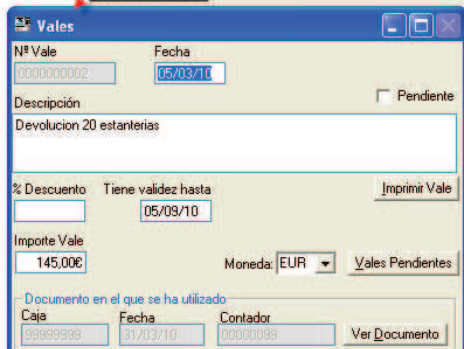 Vales
Nº Vale Fecha
0000000002 05/03/10
Descripción Pendiente
Devolucion 20 estanterias
% Descuento Tiene validez hasta Imprimir Vale
05/09/10
Importe Vale
145,00€ Moneda: EUR Vales Pendientes
Documento en el que se ha utilizado
Caja Fecha Contador
99999999 31/03/10 00000099 Ver Documento